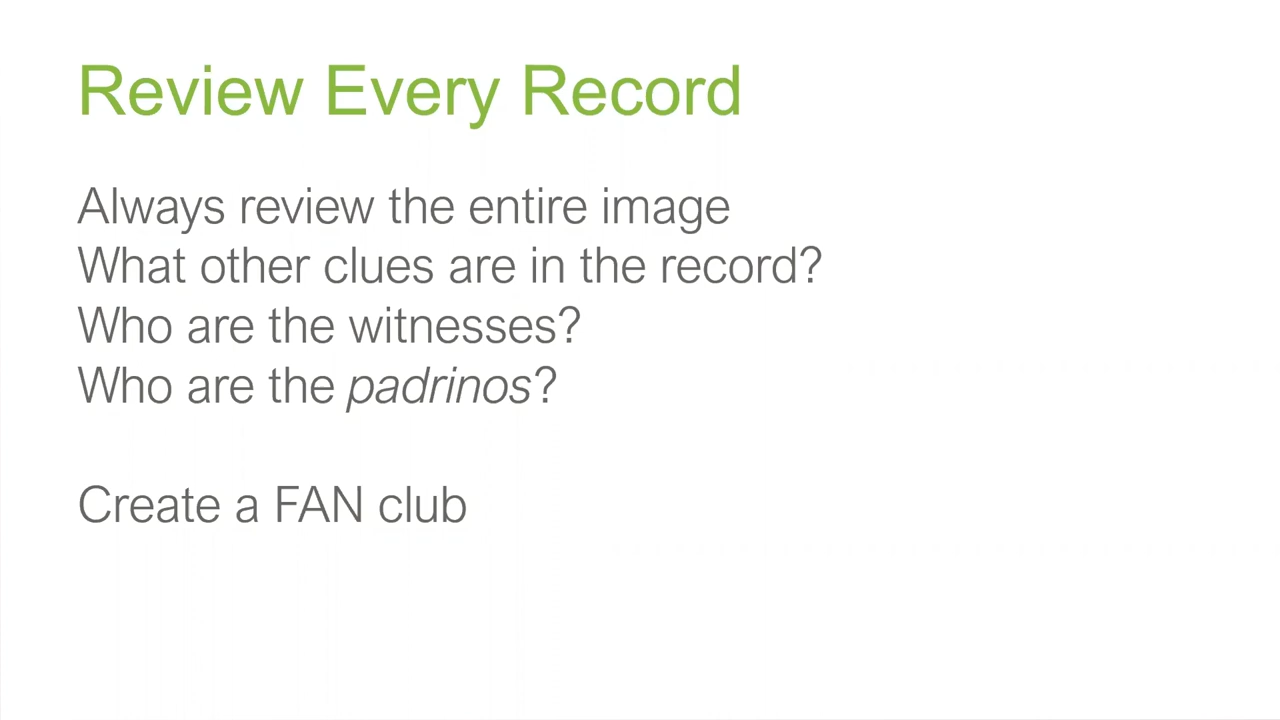 Review Every Record
Always review the entire image
What other clues are in the record?
Who are the witnesses?
Who are the padrinos?
Create a FAN club